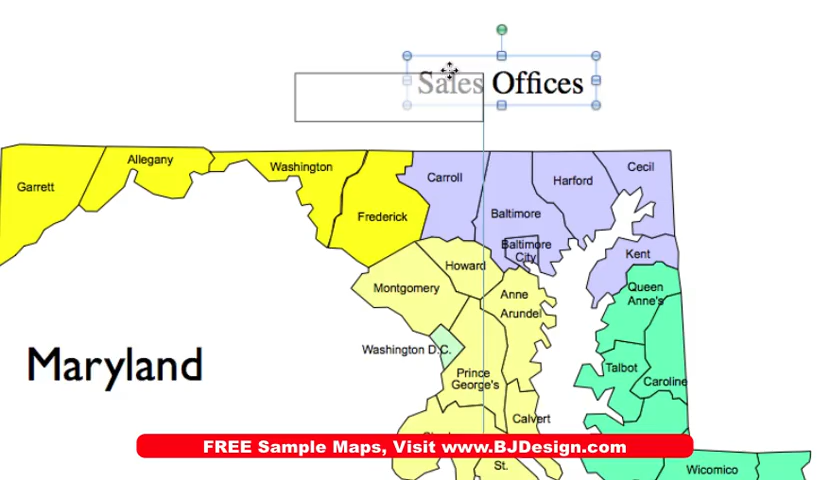 Sales Offices
Garrett
Allegany
Washington
Frederick
Carroll
Baltimore
Harford
Cecil
Baltimore
City
Kent
Howard
Montgomery
Anne
Arundel
Queen
Anne's
Washington D.C.
Prince
George's
Talbot
Caroline
Maryland
Calvert
FREE Sample Maps, Visit www.BJDesign.com
St.
Wicomico